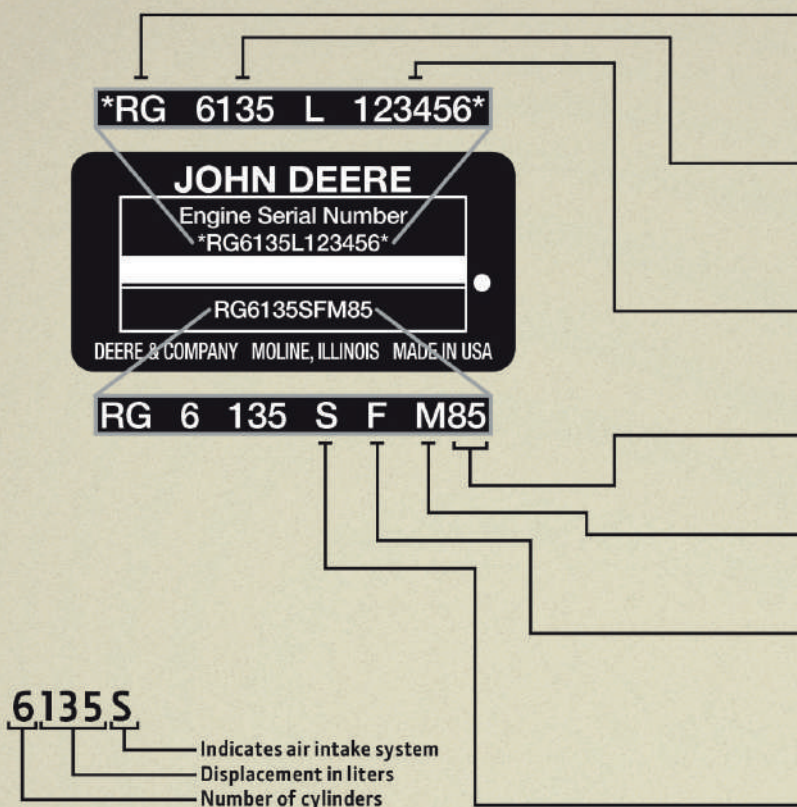 *RG 6135 L 123456*
JOHN DEERE
Engine Serial Number
*RG6135L123456*
RG6135SFM85
DEERE & COMPANY MOLINE, ILLINOIS MADE IN USA
RG 6 135 S F M85
6135S
Indicates air intake system
Displacement in liters
Number of cylinders